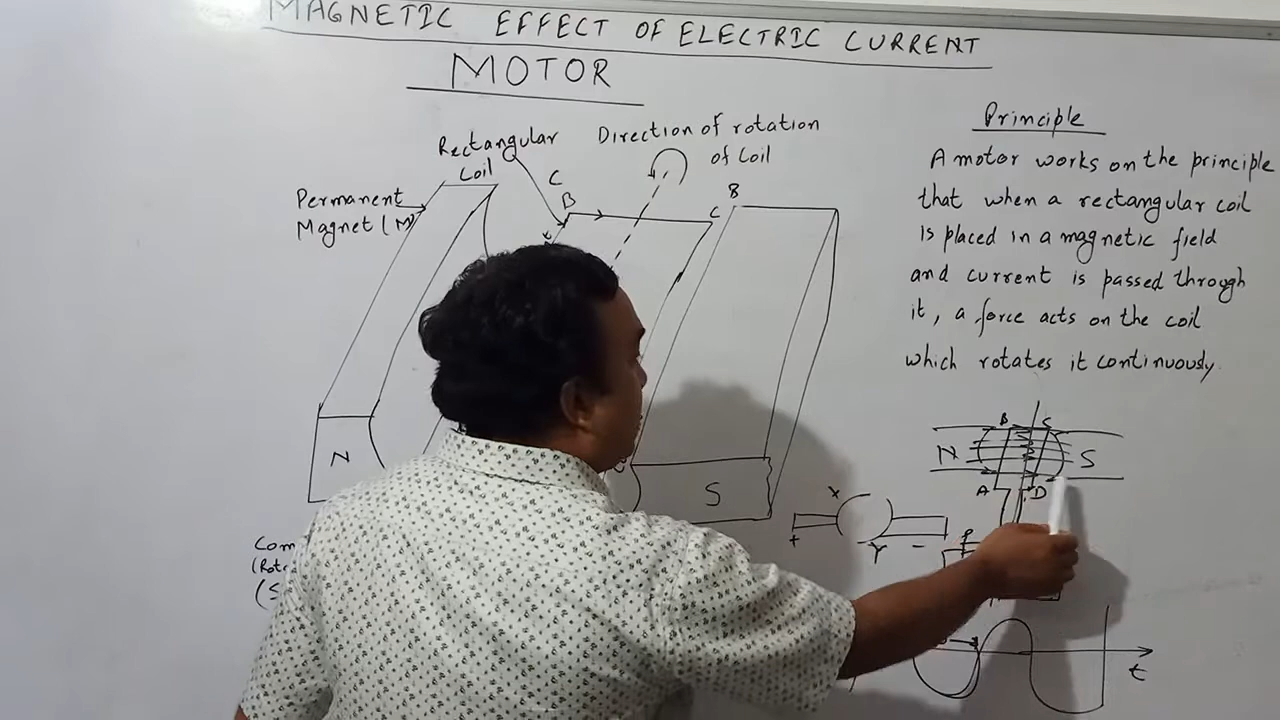 MAGNETIC EFFECT OF ELECTRIC CURRENT
MOTOR
Rectangular
Coil
Direction of rotation
of Coil
Permanent
Magnet (M)
C
B
C
8
N
S
Principle
A motor works on the principle
that when a rectangular coil
is placed in a magnetic field
and current is passed through
it, a force acts on the coil
which rotates it continuously.
B
C
N
S
A
D
X
+
Y
-
P
Com
t